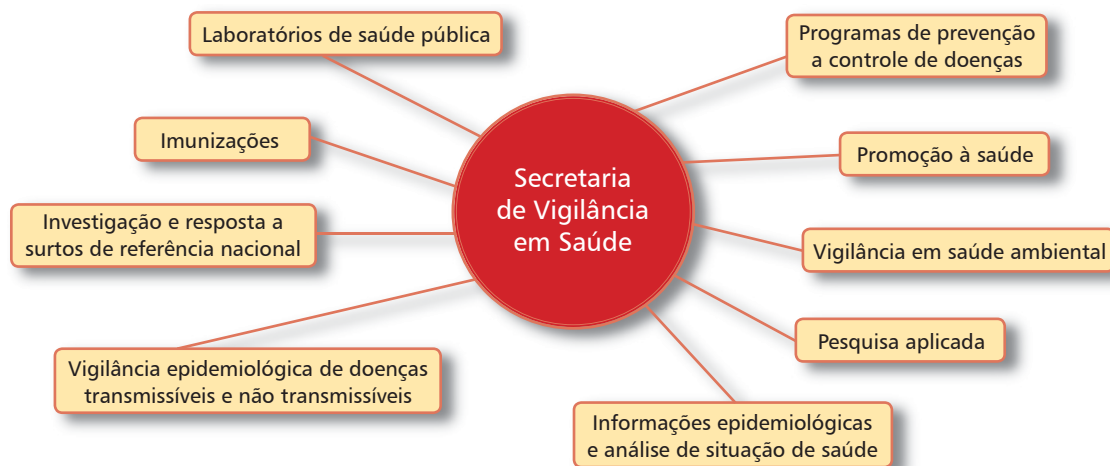 Laboratórios de saúde pública
Programas de prevenção
a controle de doenças
Imunizações
Promoção à saúde
Secretaria
de Vigilância
em Saúde
Investigação e resposta a
surtos de referência nacional
Vigilância em saúde ambiental
Pesquisa aplicada
Vigilância epidemiológica de doenças
transmissíveis e não transmissíveis
Informações epidemiológicas
e análise de situação de saúde